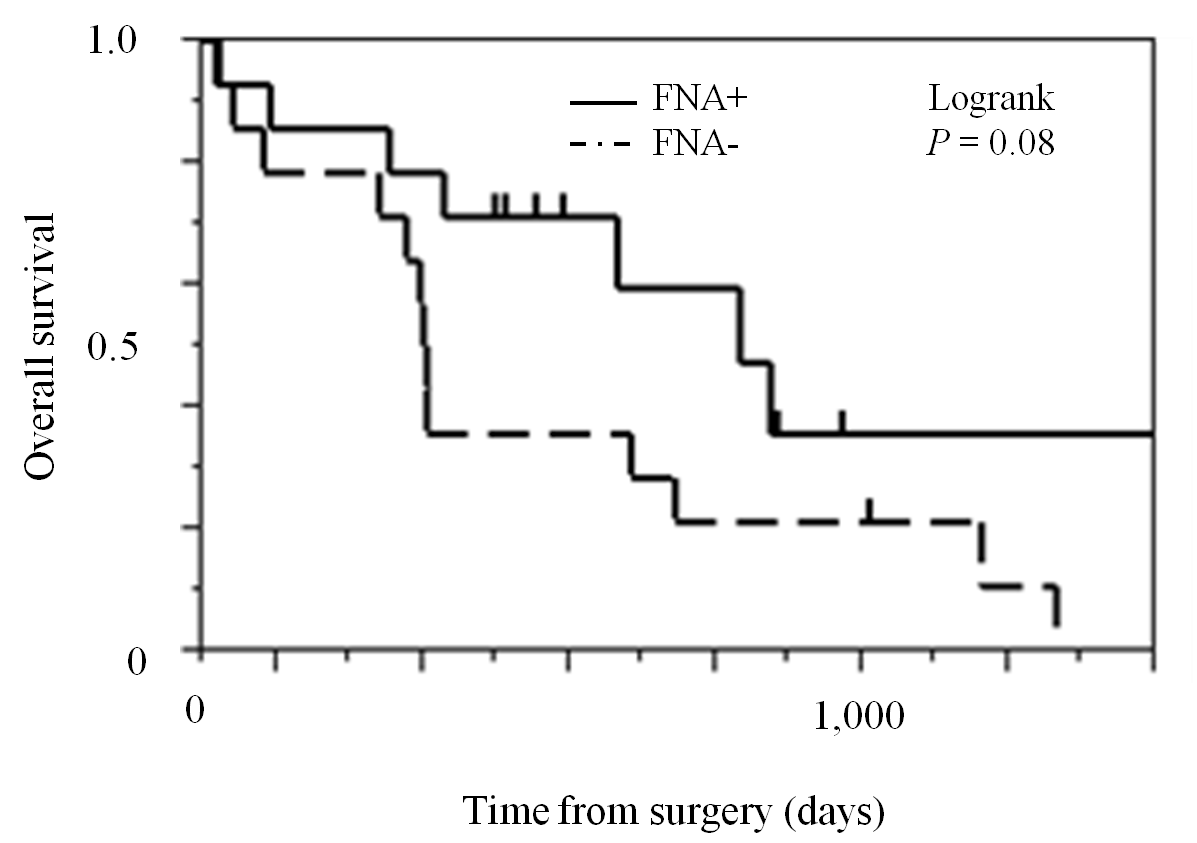 1.0
FNA+ Logrank
FNA- P = 0.08
0.5
Overall survival
0
0
1,000
Time from surgery (days)